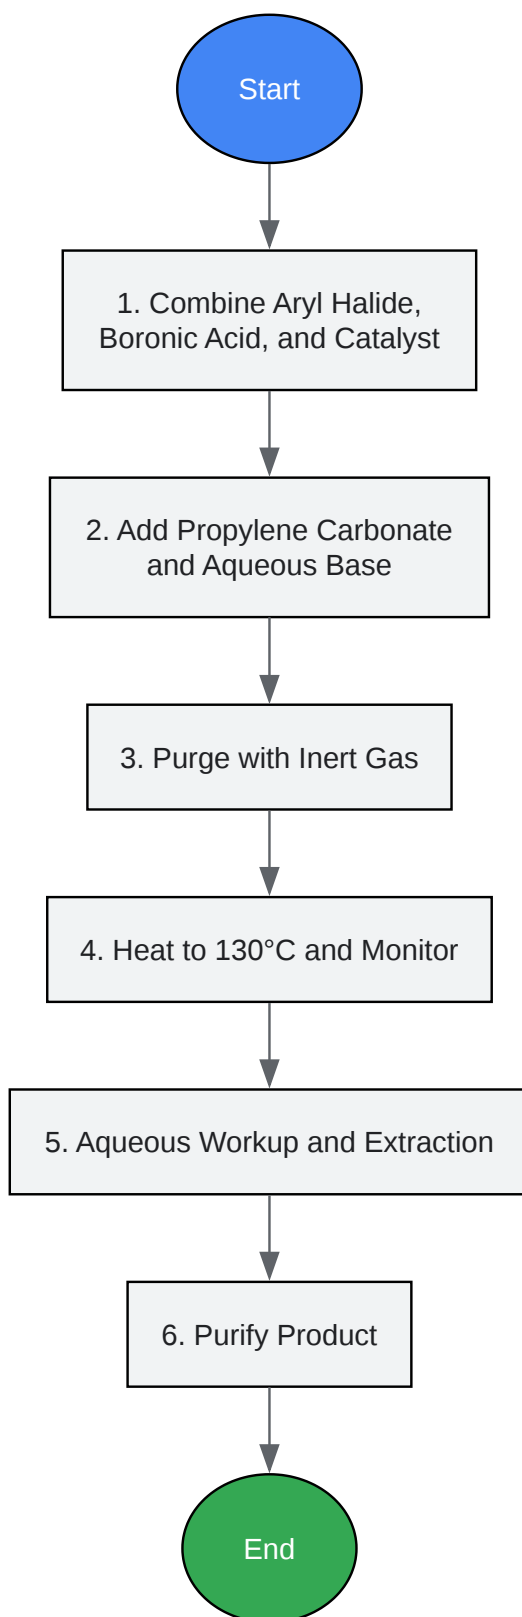 Start
1. Combine Aryl Halide,
Boronic Acid, and Catalyst
2. Add Propylene Carbonate
and Aqueous Base
3. Purge with Inert Gas
4. Heat to 130°C and Monitor
5. Aqueous Workup and Extraction
6. Purify Product
End